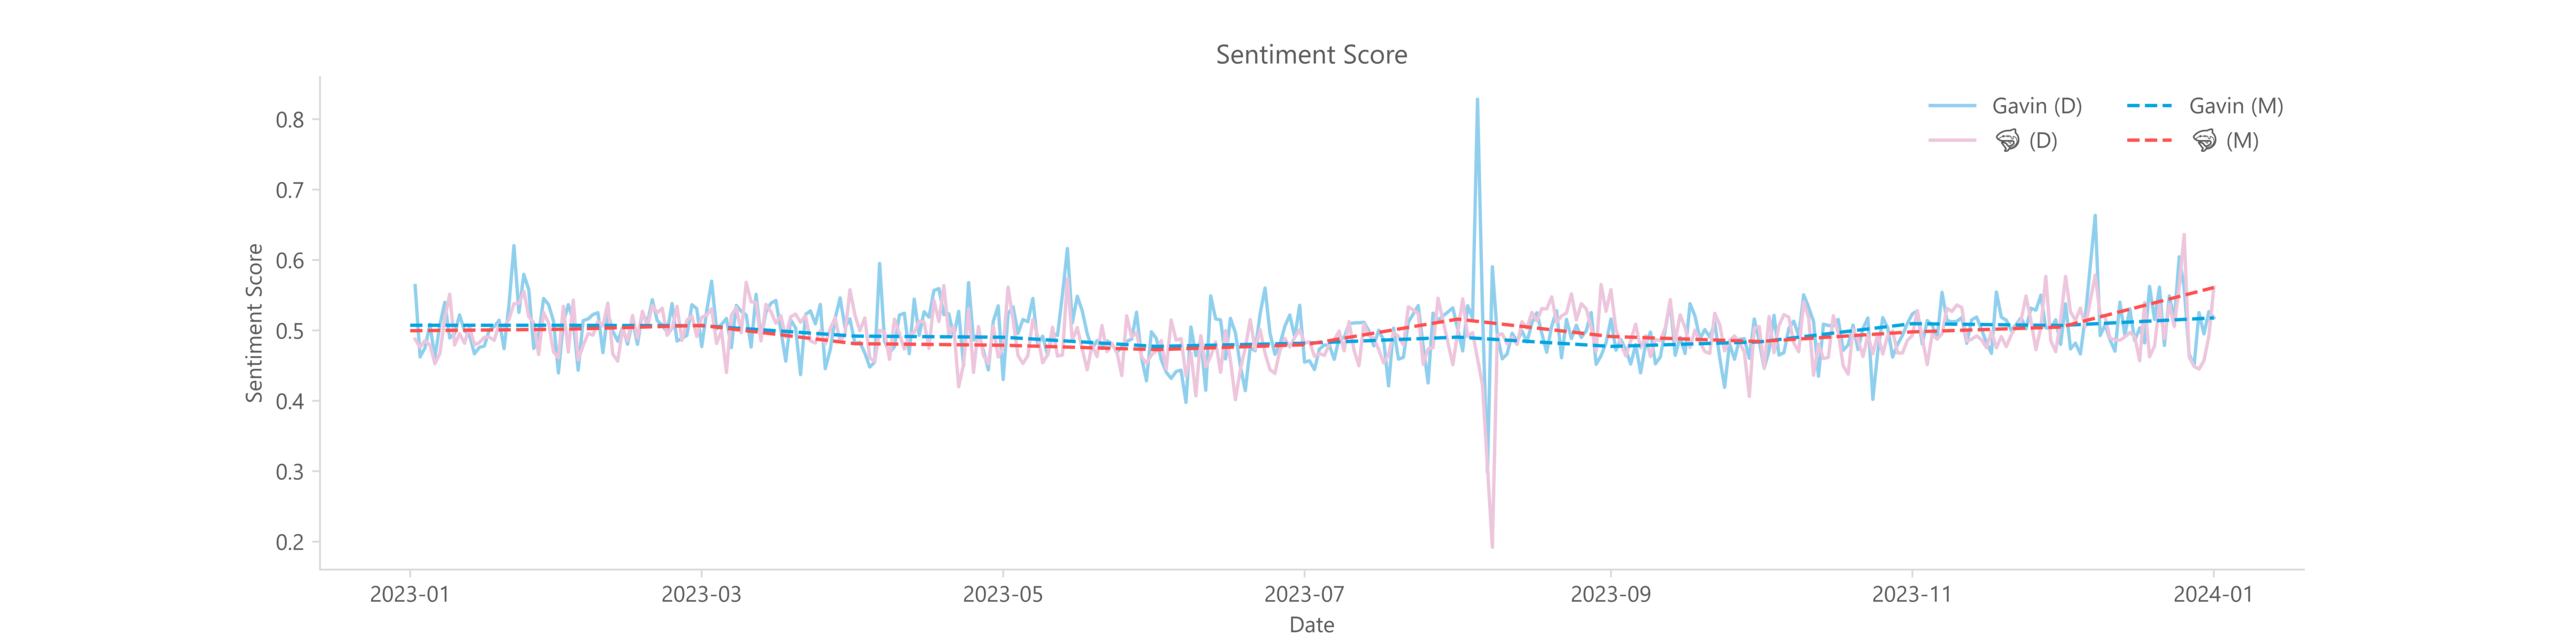 Sentiment Score
Gavin (D)
Gavin (M)
🦈 (D)
🦈 (M)
0.8
0.7
0.6
0.5
0.4
0.3
0.2
Sentiment Score
2023-01
2023-03
2023-05
2023-07
2023-09
2023-11
2024-01
Date